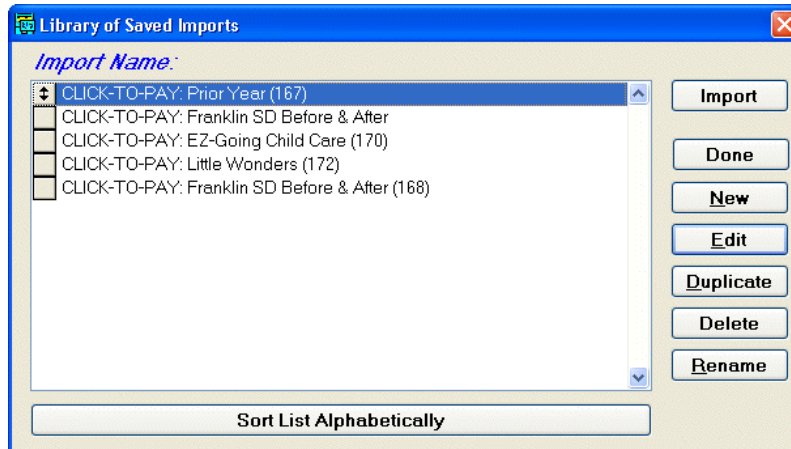 Library of Saved Imports
Import Name:
CLICK-TO-PAY: Prior Year (167)
CLICK-TO-PAY: Franklin SD Before & After
CLICK-TO-PAY: EZ-Going Child Care (170)
CLICK-TO-PAY: Little Wonders (172)
CLICK-TO-PAY: Franklin SD Before & After (168)
Import
Done
New
Edit
Duplicate
Delete
Rename
Sort List Alphabetically